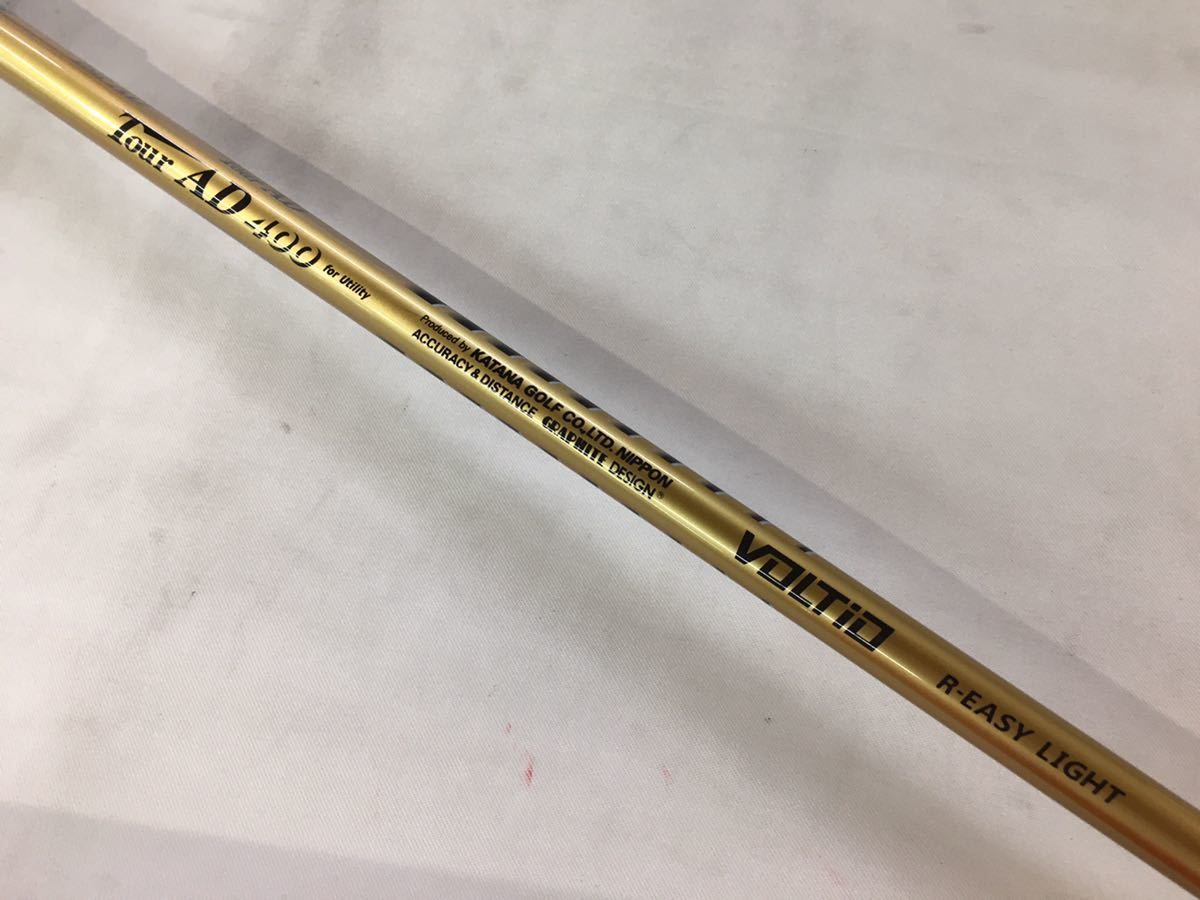 Tour AD 400 for Utility
Produced by KATANA GOLF CO.,LTD. NIPPON
ACCURACY & DISTANCE GRAPHITE DESIGN®
VOLTiO
R-EASY LIGHT